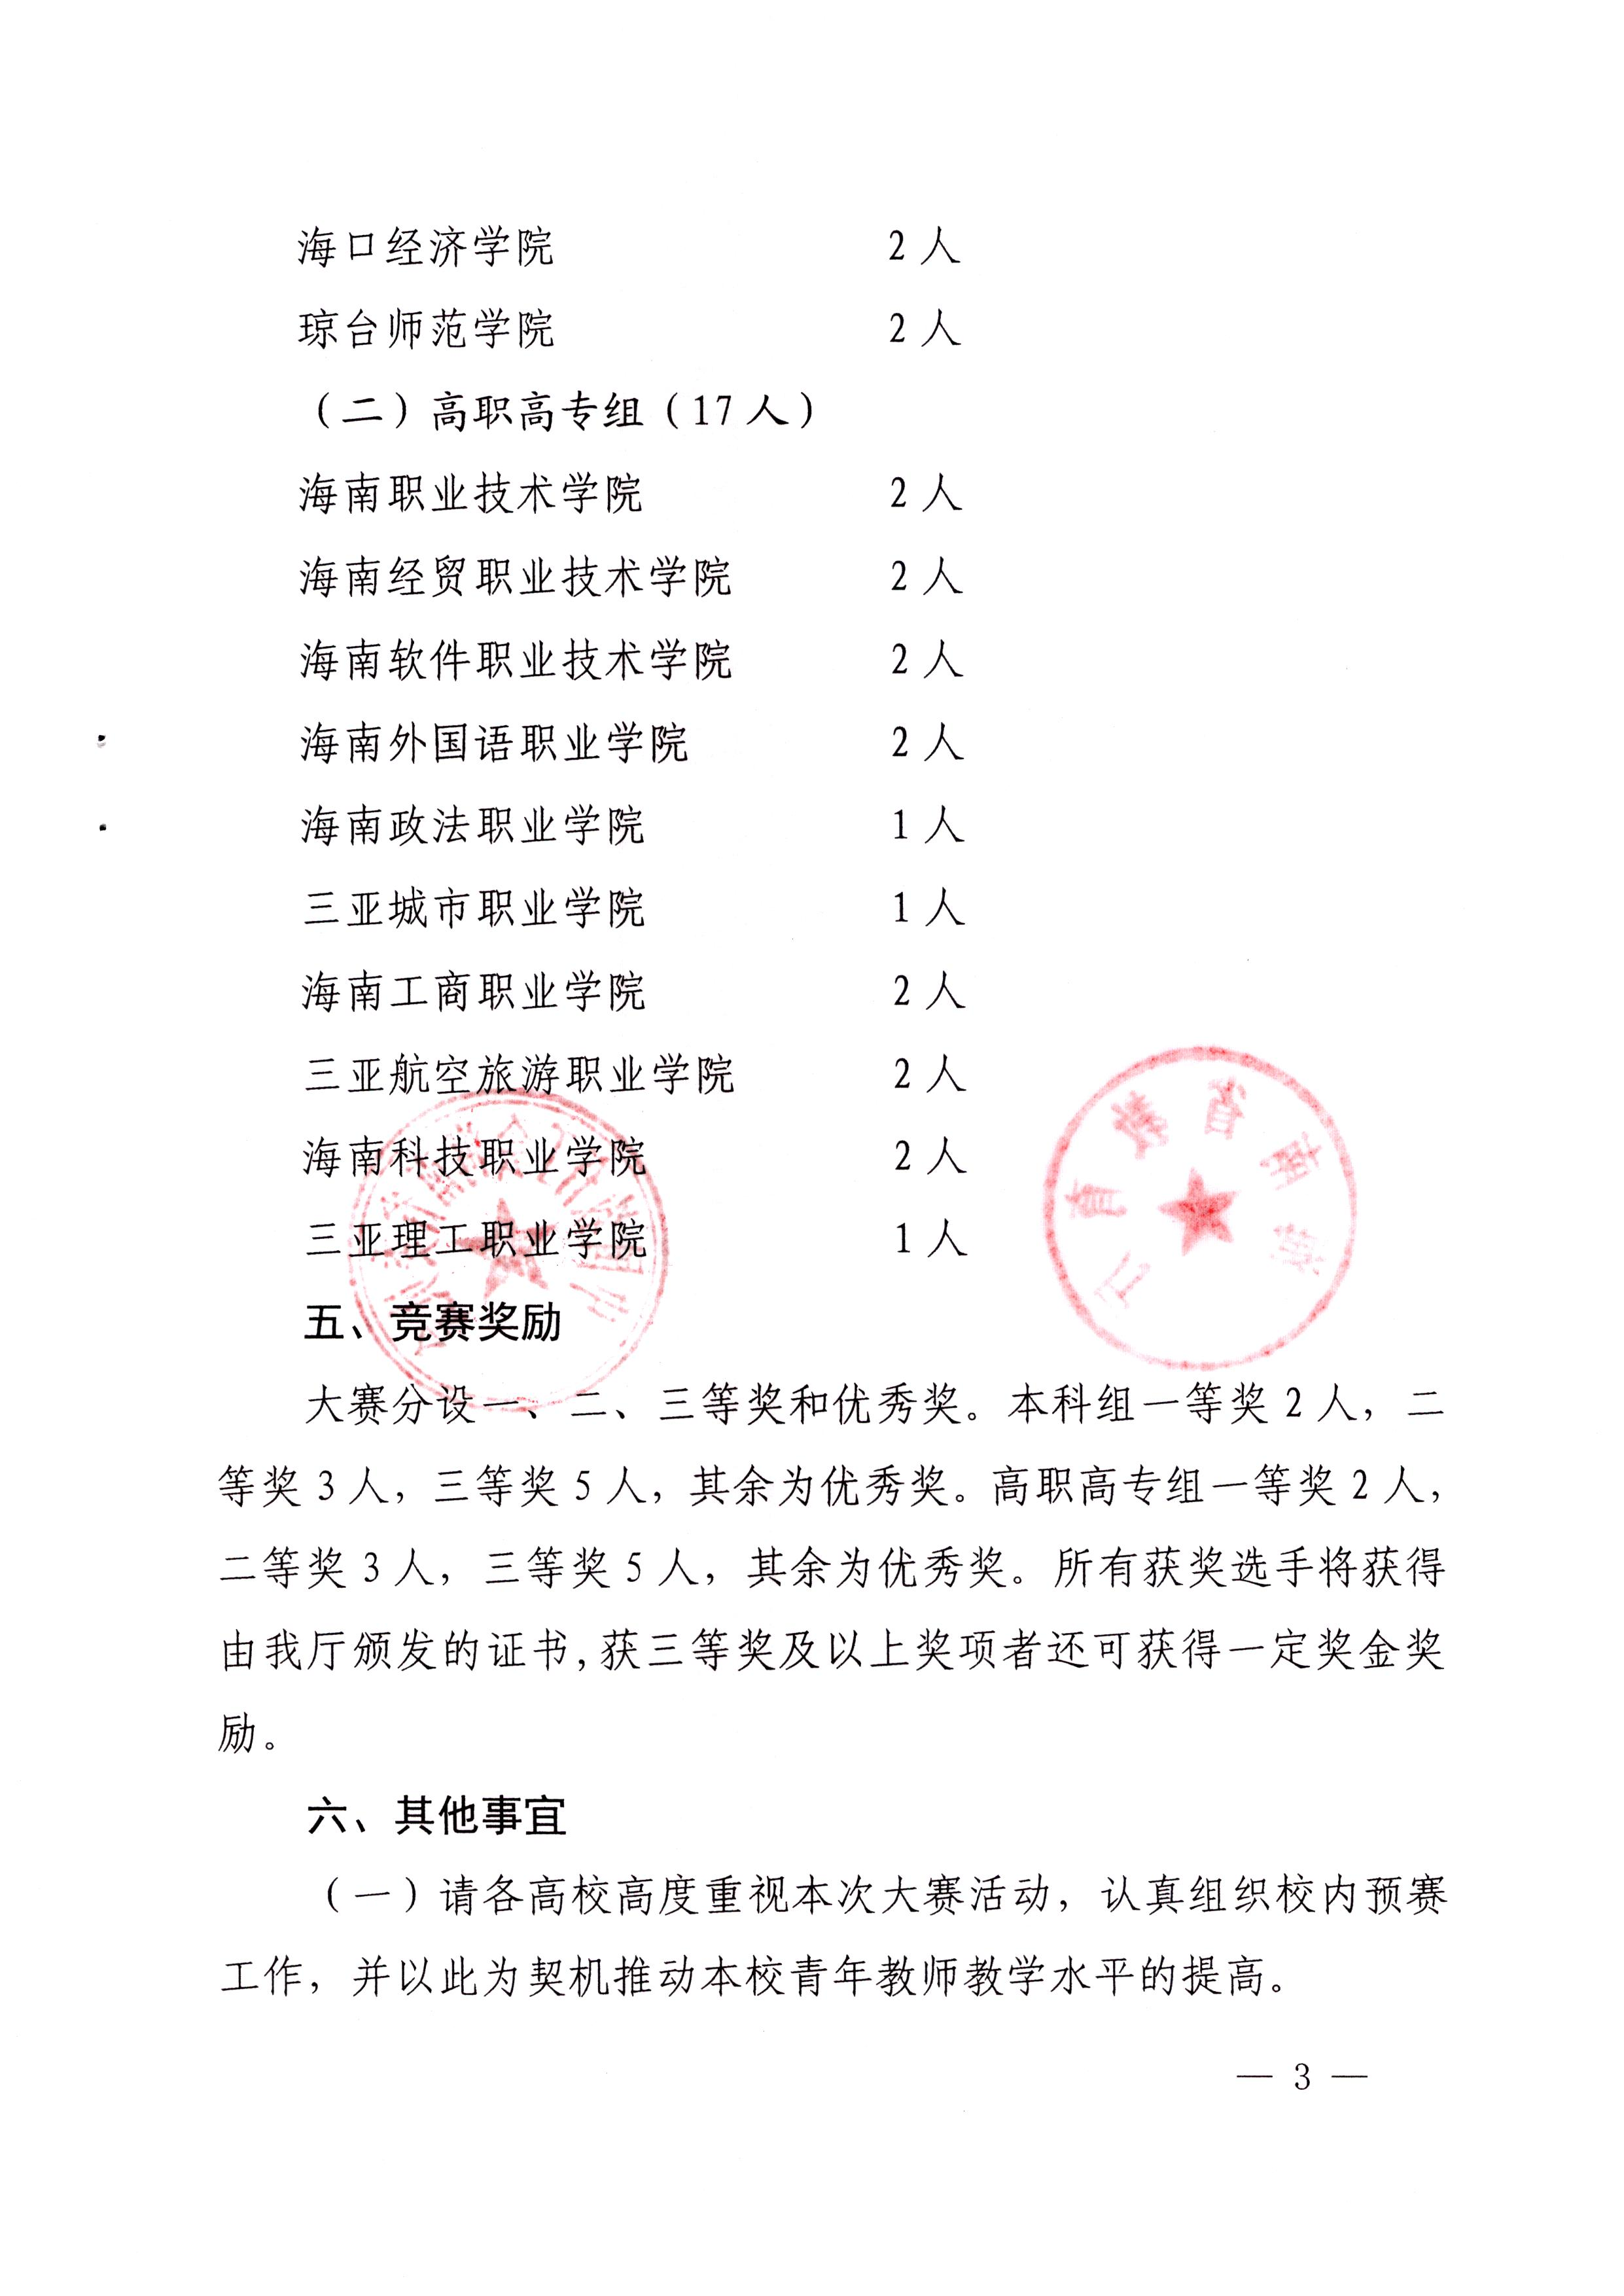 海口经济学院 2人
琼台师范学院 2人
（二）高职高专组（17人）
海南职业技术学院 2人
海南经贸职业技术学院 2人
海南软件职业技术学院 2人
海南外国语职业学院 2人
海南政法职业学院 1人
三亚城市职业学院 1人
海南工商职业学院 2人
三亚航空旅游职业学院 2人
海南科技职业学院 2人
三亚理工职业学院 1人
海南省教育厅
五、竞赛奖励
大赛分设一、二、三等奖和优秀奖。本科组一等奖2人，二
等奖3人，三等奖5人，其余为优秀奖。高职高专组一等奖2人，
二等奖3人，三等奖5人，其余为优秀奖。所有获奖选手将获得
由我厅颁发的证书,获三等奖及以上奖项者还可获得一定奖金奖
励。
六、其他事宜
（一）请各高校高度重视本次大赛活动，认真组织校内预赛
工作，并以此为契机推动本校青年教师教学水平的提高。
— 3 —